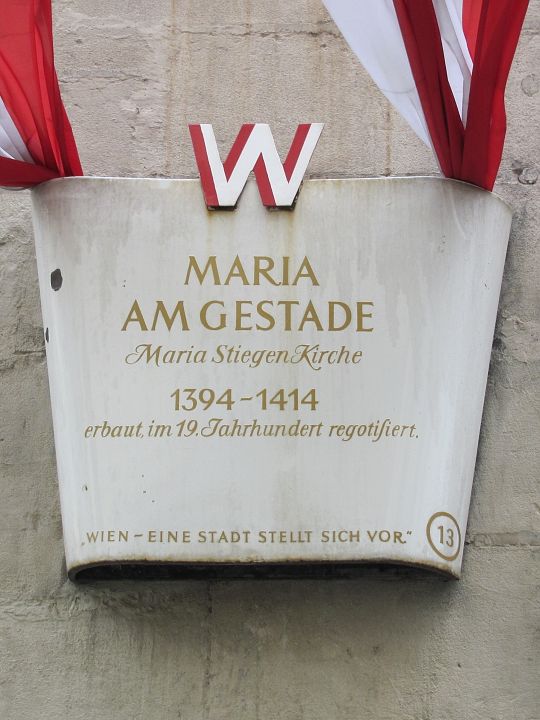 W
MARIA
AM GESTADE
Maria Stiegen Kirche
1394-1414
erbaut, im 19. Jahrhundert regotifiert.
„WIEN – EINE STADT STELLT SICH VOR.“
13